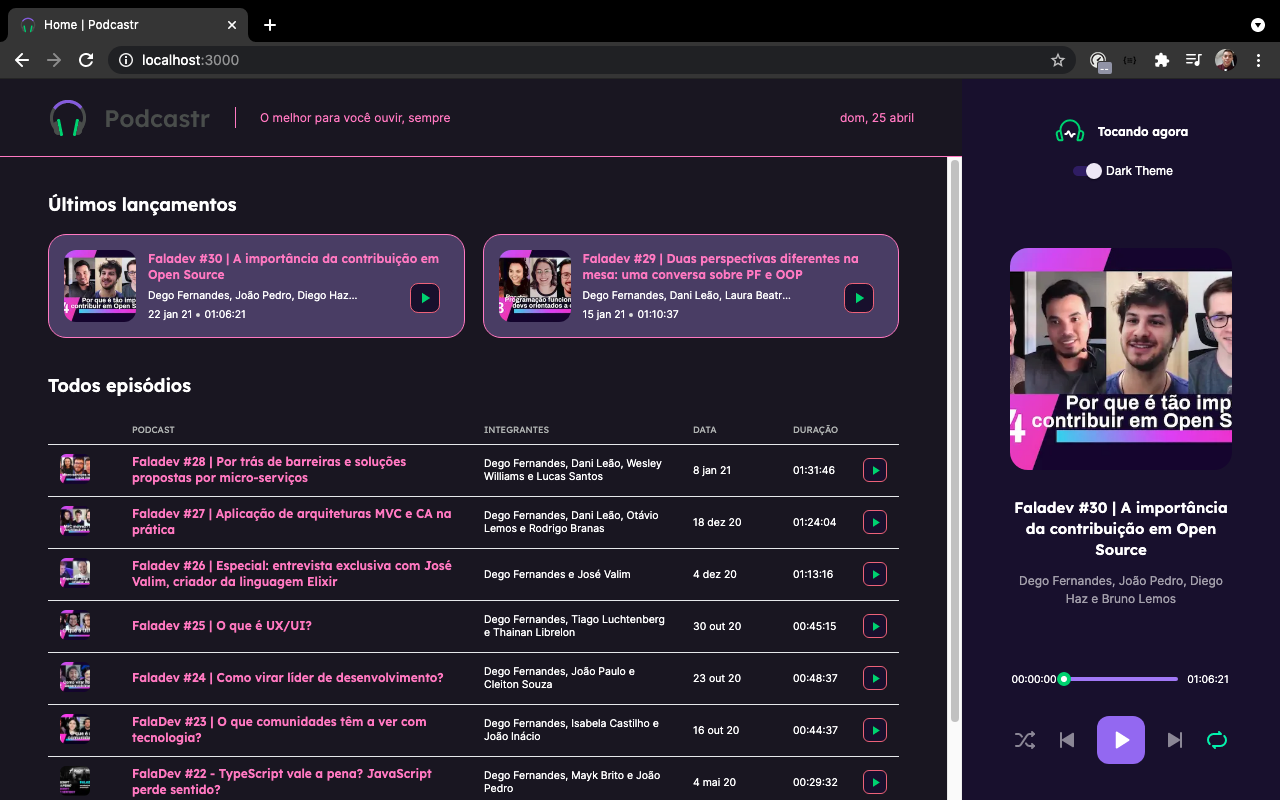 Home | Podcastr
localhost:3000
Podcastr
O melhor para você ouvir, sempre
dom, 25 abril
Tocando agora
Dark Theme
Últimos lançamentos
Faladev #30 | A importância da contribuição em
Open Source
Dego Fernandes, João Pedro, Diego Haz...
22 jan 21 • 01:06:21
Faladev #29 | Duas perspectivas diferentes na
mesa: uma conversa sobre PF e OOP
Dego Fernandes, Dani Leão, Laura Beatr...
15 jan 21 • 01:10:37
Todos episódios
PODCAST INTEGRANTES DATA DURAÇÃO
Faladev #28 | Por trás de barreiras e soluções
propostas por micro-serviços
Dego Fernandes, Dani Leão, Wesley
Williams e Lucas Santos
8 jan 21
01:31:46
Faladev #27 | Aplicação de arquiteturas MVC e CA na
prática
Dego Fernandes, Dani Leão, Otávio
Lemos e Rodrigo Branas
18 dez 20
01:24:04
Faladev #26 | Especial: entrevista exclusiva com José
Valim, criador da linguagem Elixir
Dego Fernandes e José Valim
4 dez 20
01:13:16
Faladev #25 | O que é UX/UI?
Dego Fernandes, Tiago Luchtenberg
e Thainan Librelon
30 out 20
00:45:15
Faladev #24 | Como virar líder de desenvolvimento?
Dego Fernandes, João Paulo e
Cleiton Souza
23 out 20
00:48:37
FalaDev #23 | O que comunidades têm a ver com
tecnologia?
Dego Fernandes, Isabela Castilho e
João Inácio
16 out 20
00:44:37
FalaDev #22 - TypeScript vale a pena? JavaScript
perde sentido?
Dego Fernandes, Mayk Brito e João
Pedro
4 mai 20
00:29:32
Por que é tão imp
4 contribuir em Open S
Faladev #30 | A importância
da contribuição em Open
Source
Dego Fernandes, João Pedro, Diego
Haz e Bruno Lemos
00:00:00 01:06:21